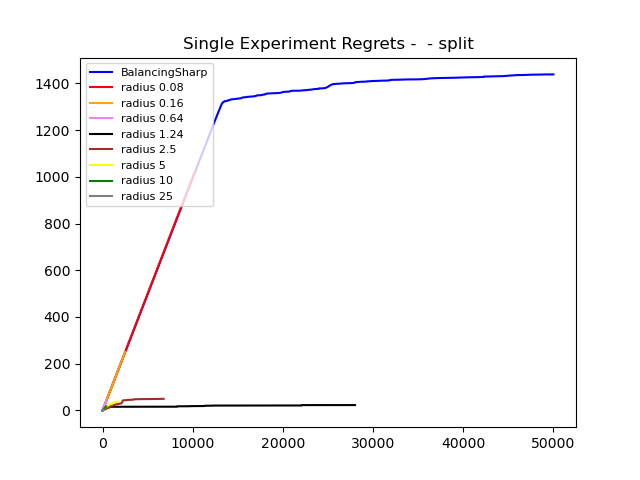 Single Experiment Regrets -  - split
BalancingSharp
radius 0.08
radius 0.16
radius 0.64
radius 1.24
radius 2.5
radius 5
radius 10
radius 25
1400
1200
1000
800
600
400
200
0
0 10000 20000 30000 40000 50000